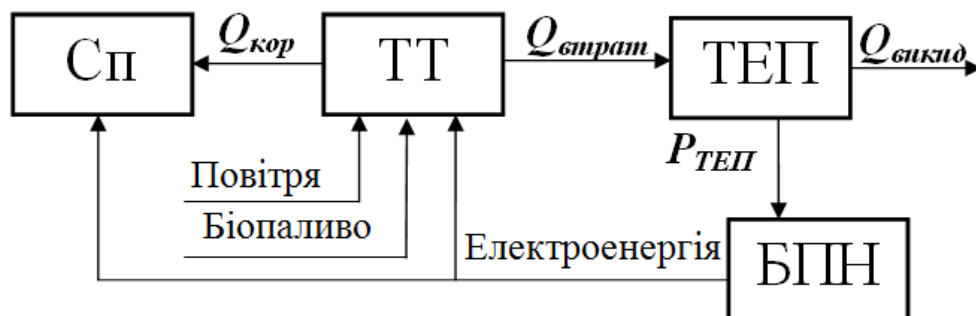 Сп
Qкор
ТТ
Qвтрат
ТЕП
Qвикид
PТЕП
Повітря
Біопаливо
Електроенергія
БПН